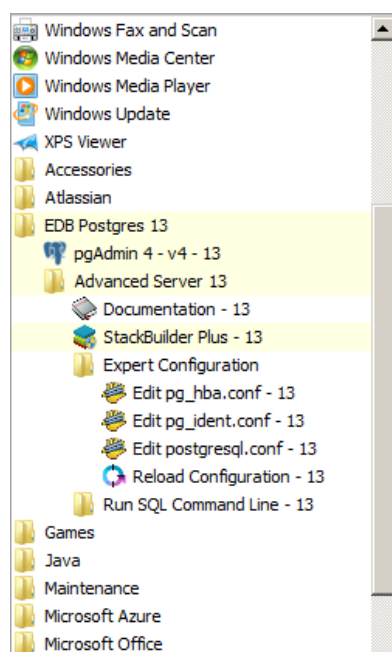 Windows Fax and Scan
Windows Media Center
Windows Media Player
Windows Update
XPS Viewer
Accessories
Atlassian
EDB Postgres 13
pgAdmin 4 - v4 - 13
Advanced Server 13
Documentation - 13
StackBuilder Plus - 13
Expert Configuration
Edit pg_hba.conf - 13
Edit pg_ident.conf - 13
Edit postgresql.conf - 13
Reload Configuration - 13
Run SQL Command Line - 13
Games
Java
Maintenance
Microsoft Azure
Microsoft Office